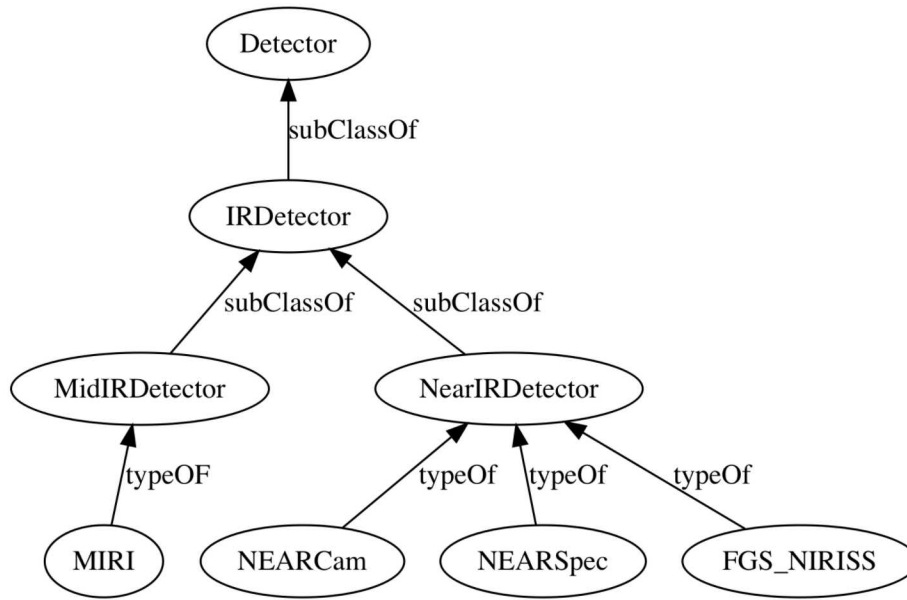 Detector
subClassOf
IRDetector
subClassOf subClassOf
MidIRDetector NearIRDetector
typeOF typeOf typeOf typeOf
MIRI NEARCam NEARSpec FGS_NIRISS